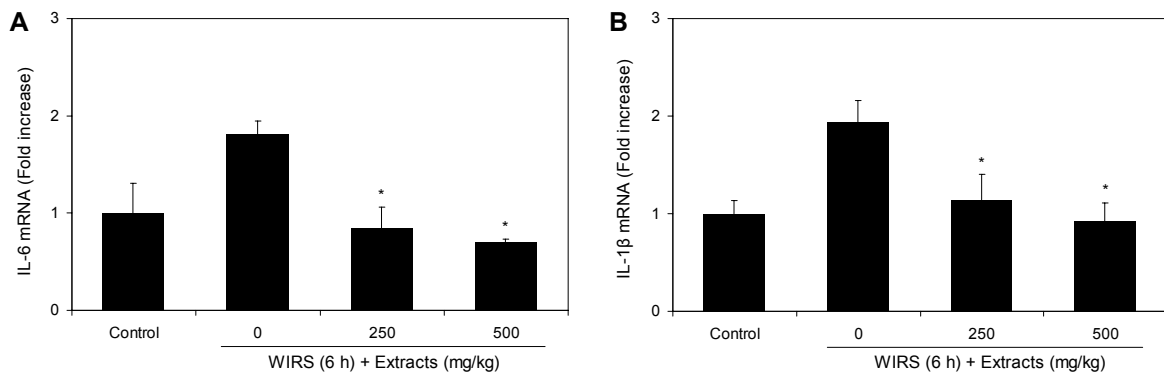 A
IL-6 mRNA (Fold increase)
3
2
1
0
*
*
Control
0 250 500
WIRS (6 h) + Extracts (mg/kg)
B
IL-1β mRNA (Fold increase)
3
2
1
0
*
*
Control
0 250 500
WIRS (6 h) + Extracts (mg/kg)